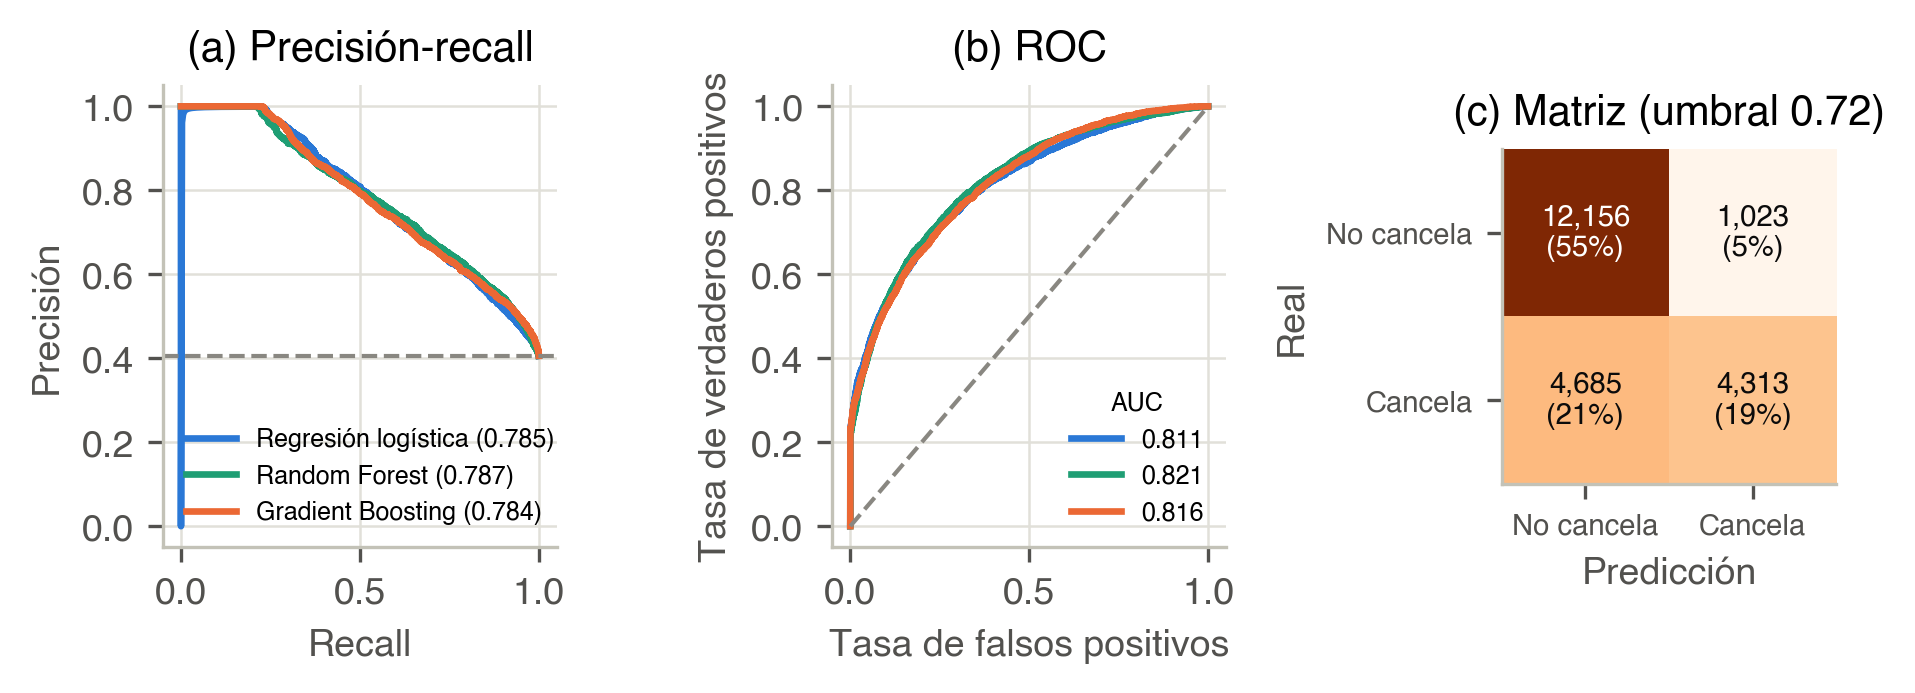 (a) Precisión-recall
1.0
0.8
0.6
0.4
0.2
0.0
Precisión
Regresión logística (0.785)
Random Forest (0.787)
Gradient Boosting (0.784)
0.0 0.5 1.0
Recall
(b) ROC
1.0
0.8
0.6
0.4
0.2
0.0
Tasa de verdaderos positivos
AUC
0.811
0.821
0.816
0.0 0.5 1.0
Tasa de falsos positivos
(c) Matriz (umbral 0.72)
Real
No cancela
12,156 1,023
(55%) (5%)
Cancela
4,685 4,313
(21%) (19%)
No cancela Cancela
Predicción